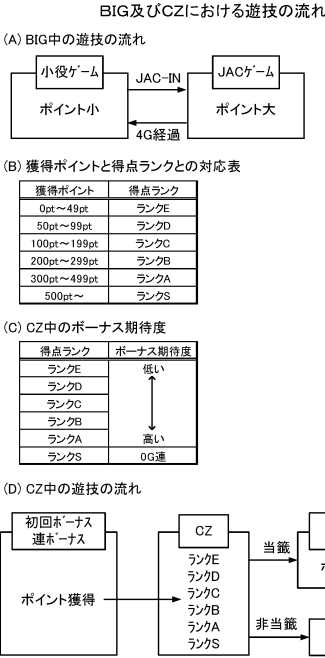 BIG及びCZにおける遊技の流れ
(A) BIG中の遊技の流れ
小役ゲーム
JAC-IN
JACゲーム
ポイント小
ポイント大
4G経過
(B) 獲得ポイントと得点ランクとの対応表
獲得ポイント 得点ランク
0pt～49pt ランクE
50pt～99pt ランクD
100pt～199pt ランクC
200pt～299pt ランクB
300pt～499pt ランクA
500pt～ ランクS
(C) CZ中のボーナス期待度
得点ランク ボーナス期待度
ランクE 低い
ランクD
ランクC
ランクB
ランクA 高い
ランクS 0G連
(D) CZ中の遊技の流れ
初回ボーナス
連ボーナス
ポイント獲得
CZ
ランクE
ランクD
ランクC
ランクB
ランクA
ランクS
当籤
非当籤